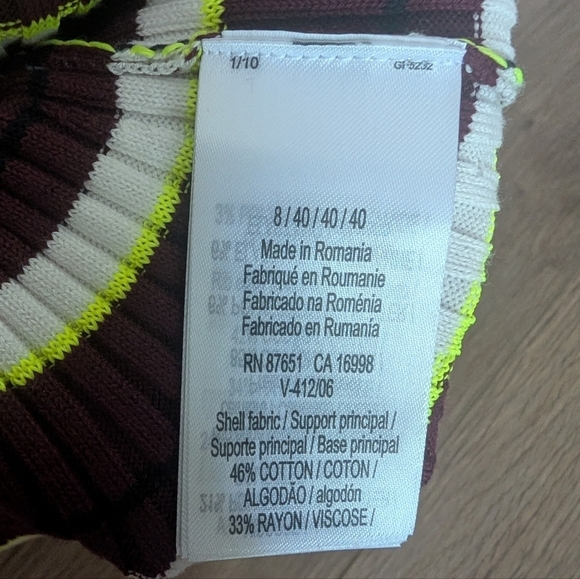 1/10 GF5232
8/40/40/40
Made in Romania
Fabriqué en Roumanie
Fabricado na Roménia
Fabricado en Rumanía
RN 87651 CA 16998
V-412/06
Shell fabric / Support principal /
Suporte principal / Base principal
46% COTTON / COTON /
ALGODÃO / algodón
33% RAYON / VISCOSE /